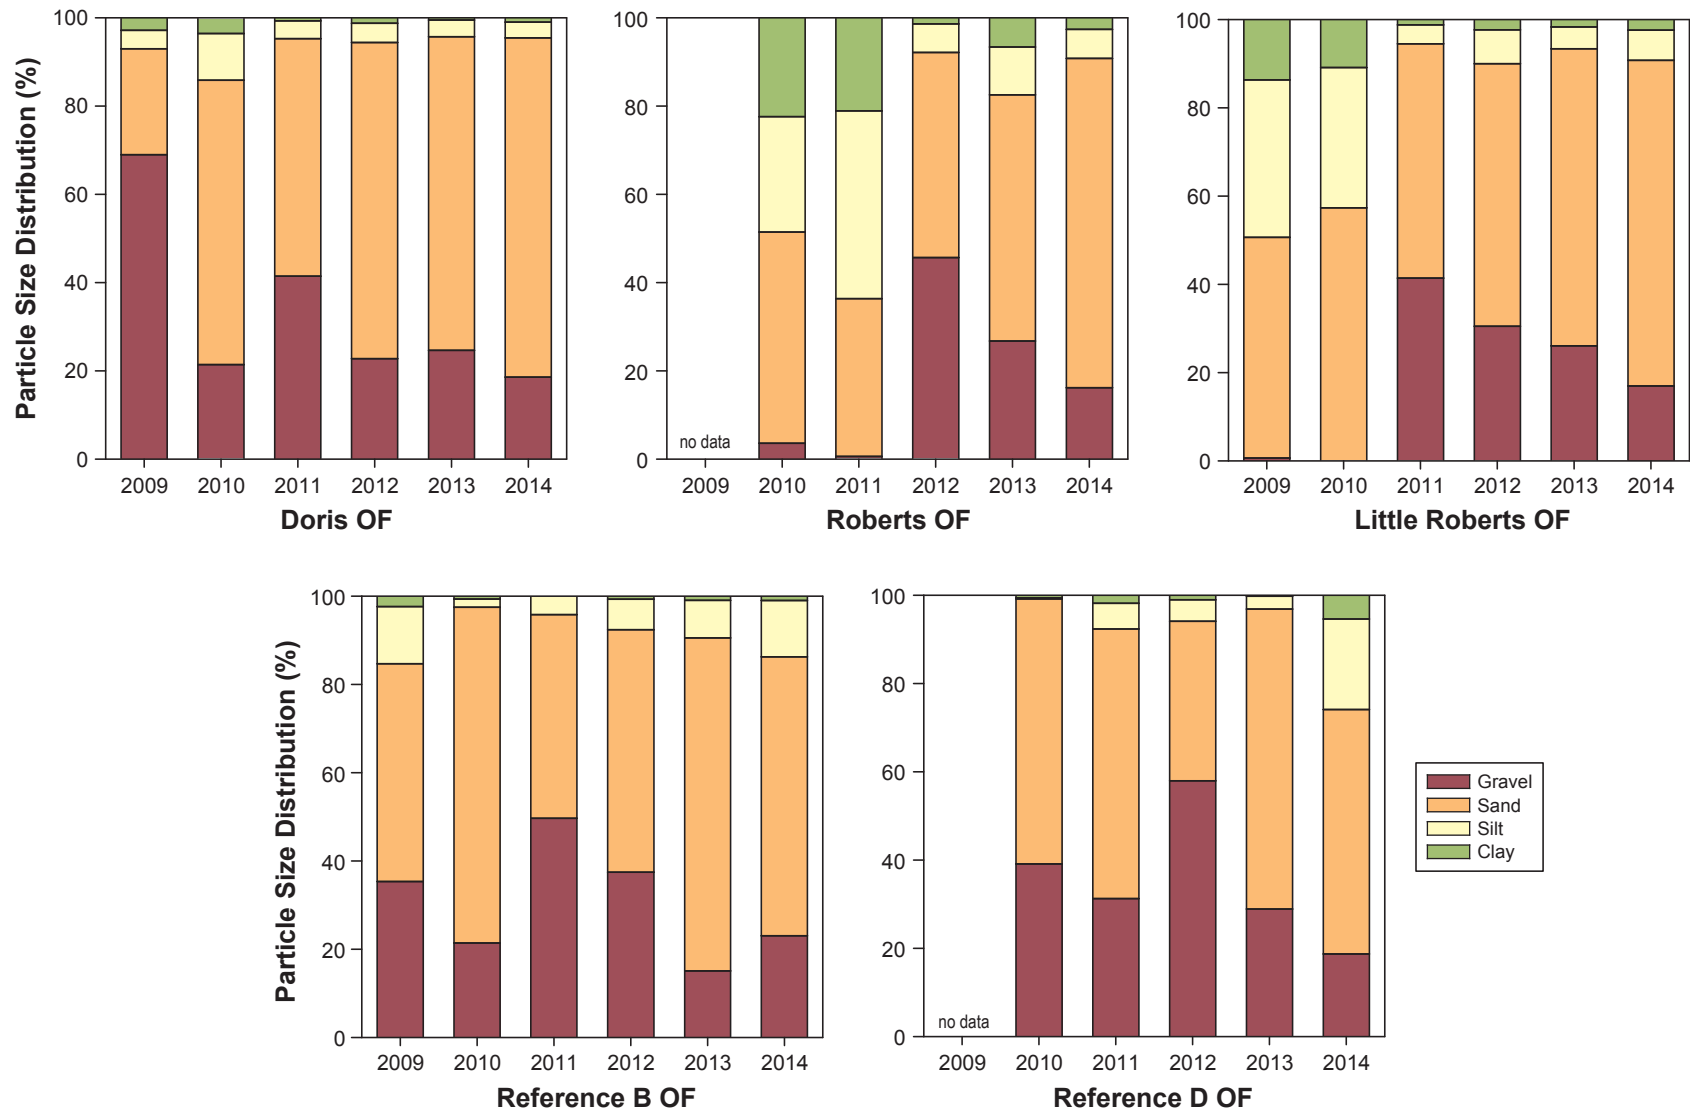 Particle Size Distribution (%)
100
80
60
40
20
0
2009 2010 2011 2012 2013 2014
Doris OF
100
80
60
40
20
0
no data
2009 2010 2011 2012 2013 2014
Roberts OF
100
80
60
40
20
0
2009 2010 2011 2012 2013 2014
Little Roberts OF
Particle Size Distribution (%)
100
80
60
40
20
0
2009 2010 2011 2012 2013 2014
Reference B OF
100
80
60
40
20
0
no data
2009 2010 2011 2012 2013 2014
Reference D OF
Gravel
Sand
Silt
Clay